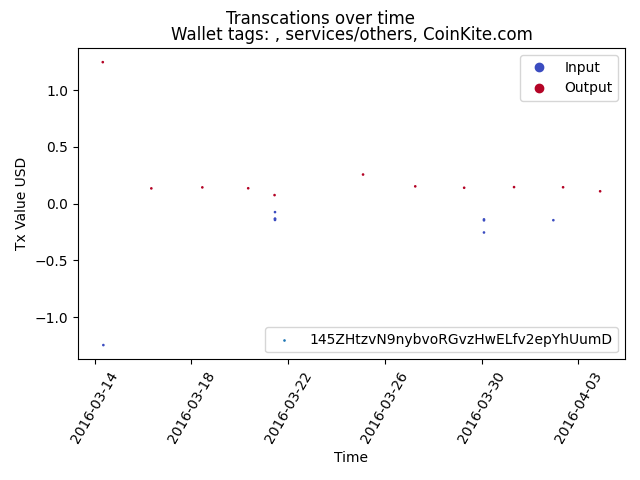 Transcations over time
Wallet tags: , services/others, CoinKite.com
Input
Output
1.0
0.5
0.0
−0.5
−1.0
Tx Value USD
145ZHtzvN9nybvoRGvzHwELfv2epYhUumD
2016-03-14
2016-03-18
2016-03-22
2016-03-26
2016-03-30
2016-04-03
Time